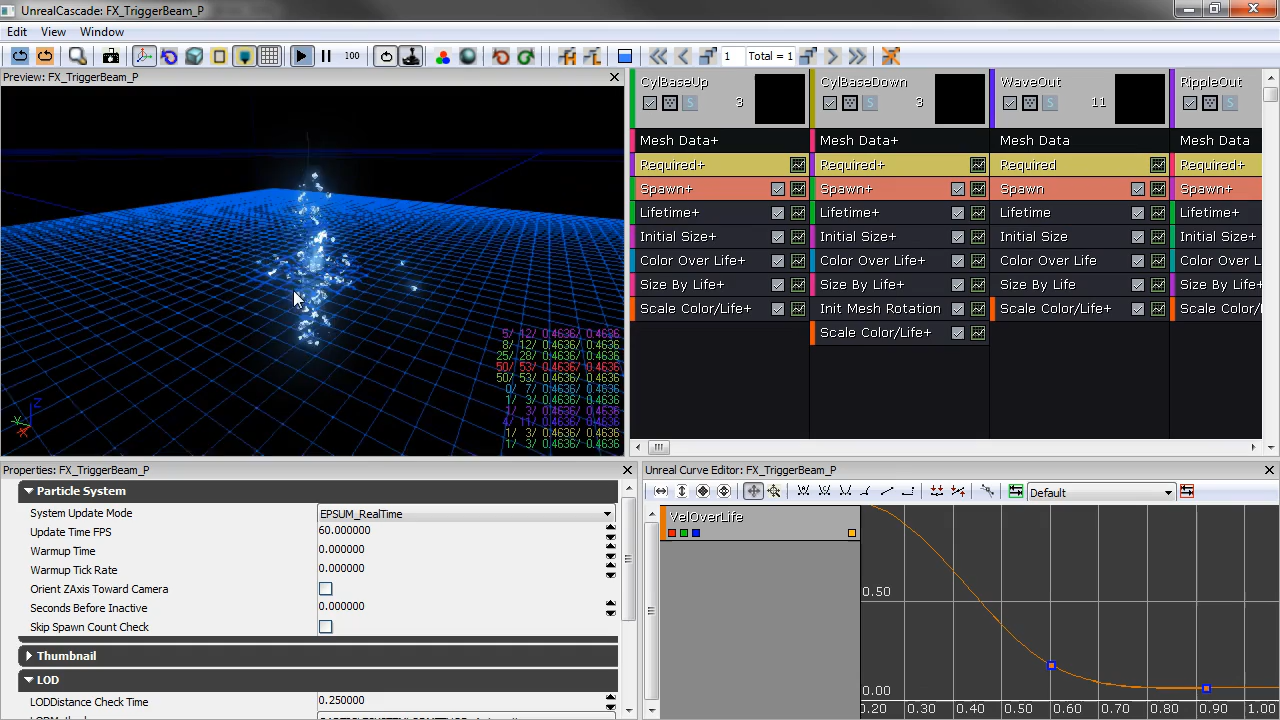 UnrealCascade: FX_TriggerBeam_P
Edit View Window
100
1
Total = 1
Preview: FX_TriggerBeam_P
5/ 12/ 0.4636/ 0.4636
8/ 12/ 0.4636/ 0.4636
25/ 28/ 0.4636/ 0.4636
50/ 53/ 0.4636/ 0.4636
50/ 53/ 0.4636/ 0.4636
0/ 7/ 0.4636/ 0.4636
1/ 3/ 0.4636/ 0.4636
1/ 3/ 0.4636/ 0.4636
4/ 11/ 0.4636/ 0.4636
1/ 3/ 0.4636/ 0.4636
1/ 3/ 0.4636/ 0.4636
Z
Y
X
CylBaseUp
3
Mesh Data+
Required+
Spawn+
Lifetime+
Initial Size+
Color Over Life+
Size By Life+
Scale Color/Life+
CylBaseDown
3
Mesh Data+
Required+
Spawn+
Lifetime+
Initial Size+
Color Over Life+
Size By Life+
Init Mesh Rotation
Scale Color/Life+
WaveOut
11
Mesh Data
Required
Spawn
Lifetime
Initial Size
Color Over Life
Size By Life
Scale Color/Life+
RippleOut
Mesh Data
Required+
Spawn+
Lifetime+
Initial Size+
Color Over L
Size By Life+
Scale Color/
Properties: FX_TriggerBeam_P
Particle System
System Update Mode EPSUM_RealTime
Update Time FPS 60.000000
Warmup Time 0.000000
Warmup Tick Rate 0.000000
Orient ZAxis Toward Camera
Seconds Before Inactive 0.000000
Skip Spawn Count Check
Thumbnail
LOD
LODDistance Check Time 0.250000
Unreal Curve Editor: FX_TriggerBeam_P
Default
VelOverLife
0.50
0.00
0.20 0.30 0.40 0.50 0.60 0.70 0.80 0.90 1.00